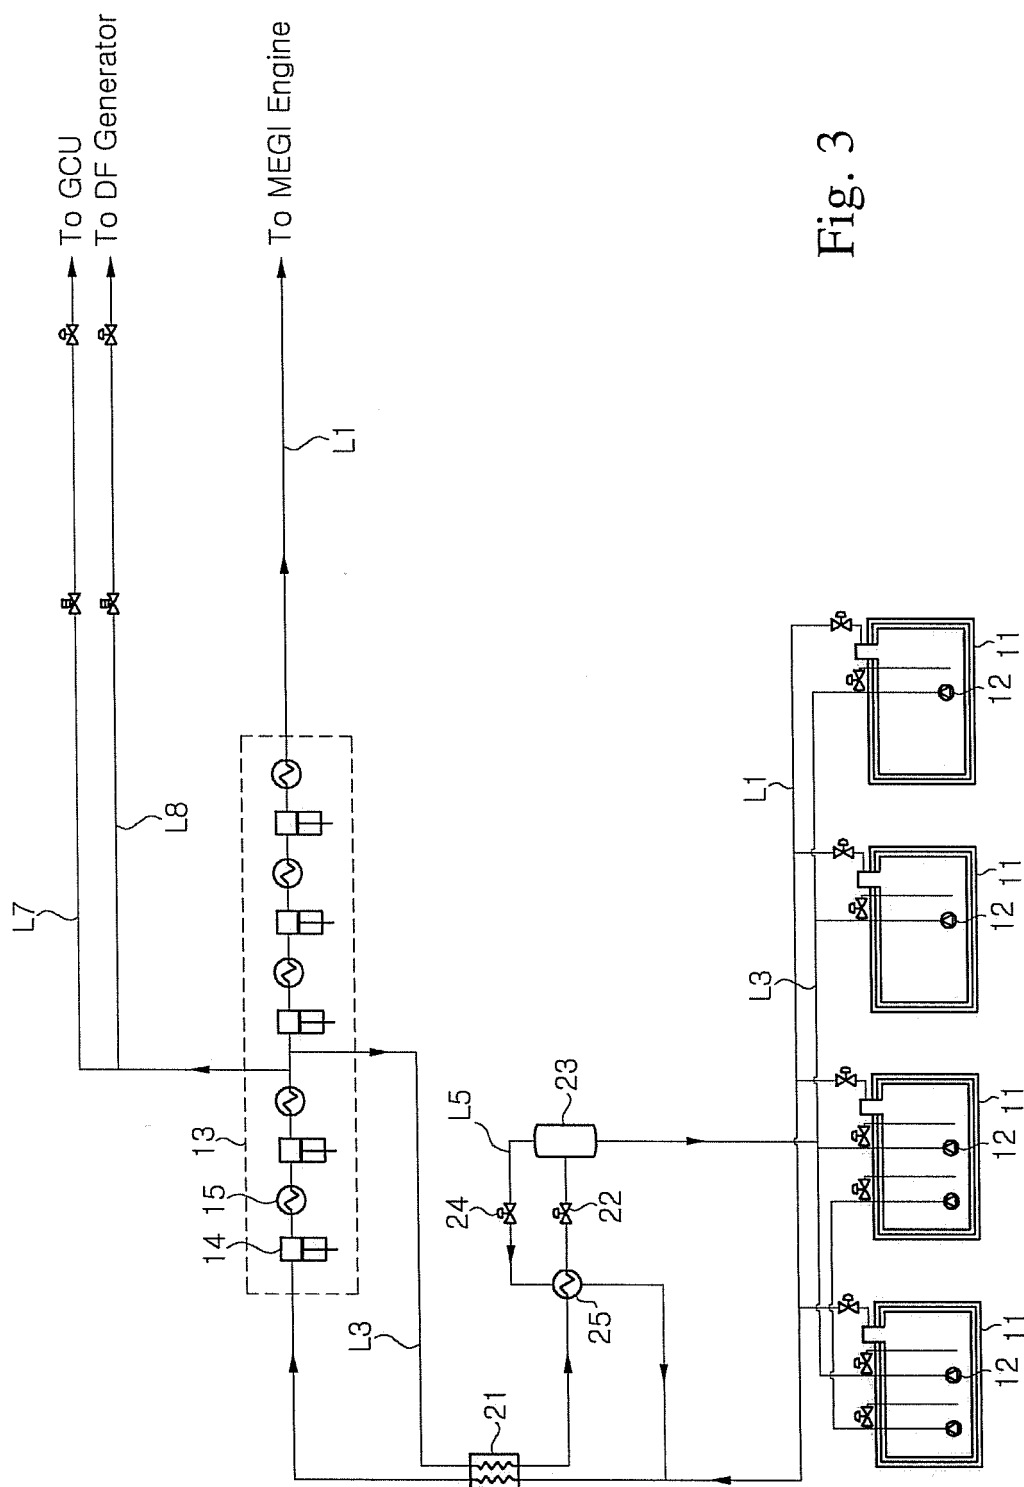 To GCU
To DF Generator
To MEGI Engine
Fig. 3
L1
L7
L8
13
15
14
L3
21
L5
24
23
22
25
L1
L3
11
12
11
12
11
12
11
12